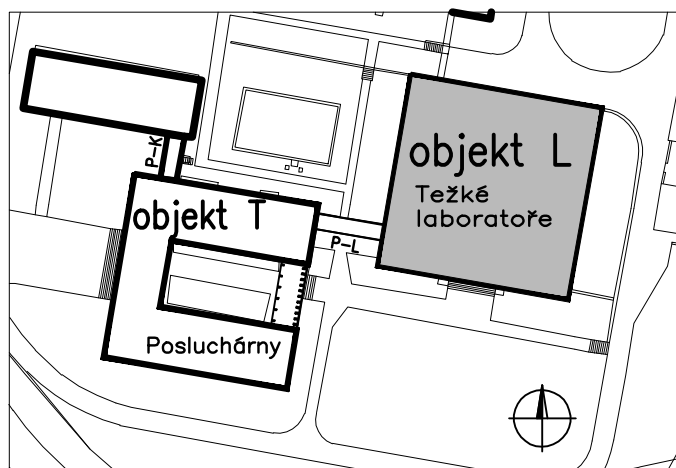 P-K
objekt T
P-L
Posluchárny
objekt L
Težké
laboratoře